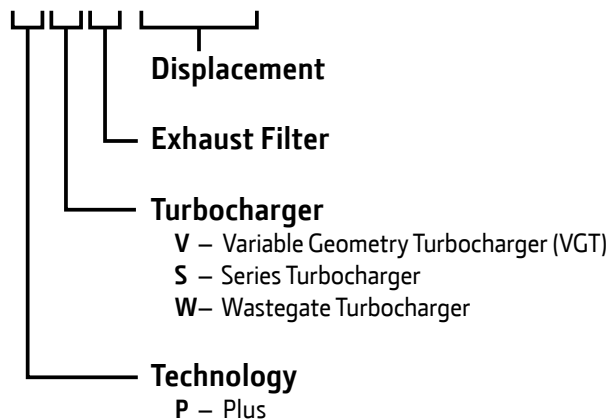 Displacement
Exhaust Filter
Turbocharger
V – Variable Geometry Turbocharger (VGT)
S – Series Turbocharger
W– Wastegate Turbocharger
Technology
P – Plus